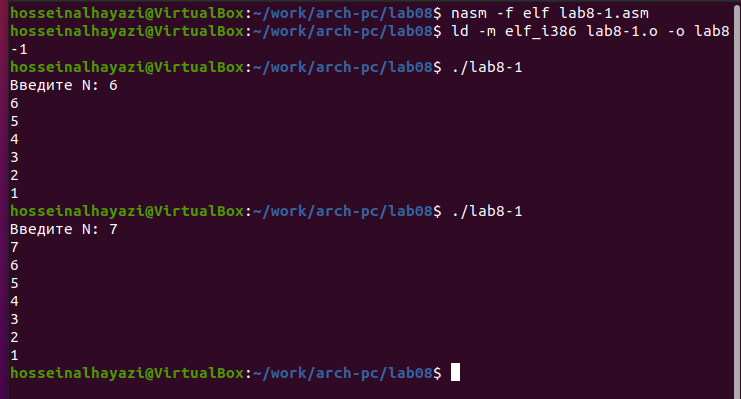 hosseinalhayazi@VirtualBox:~/work/arch-pc/lab08$ nasm -f elf lab8-1.asm
hosseinalhayazi@VirtualBox:~/work/arch-pc/lab08$ ld -m elf_i386 lab8-1.o -o lab8
-1
hosseinalhayazi@VirtualBox:~/work/arch-pc/lab08$ ./lab8-1
Введите N: 6
6
5
4
3
2
1
hosseinalhayazi@VirtualBox:~/work/arch-pc/lab08$ ./lab8-1
Введите N: 7
7
6
5
4
3
2
1
hosseinalhayazi@VirtualBox:~/work/arch-pc/lab08$